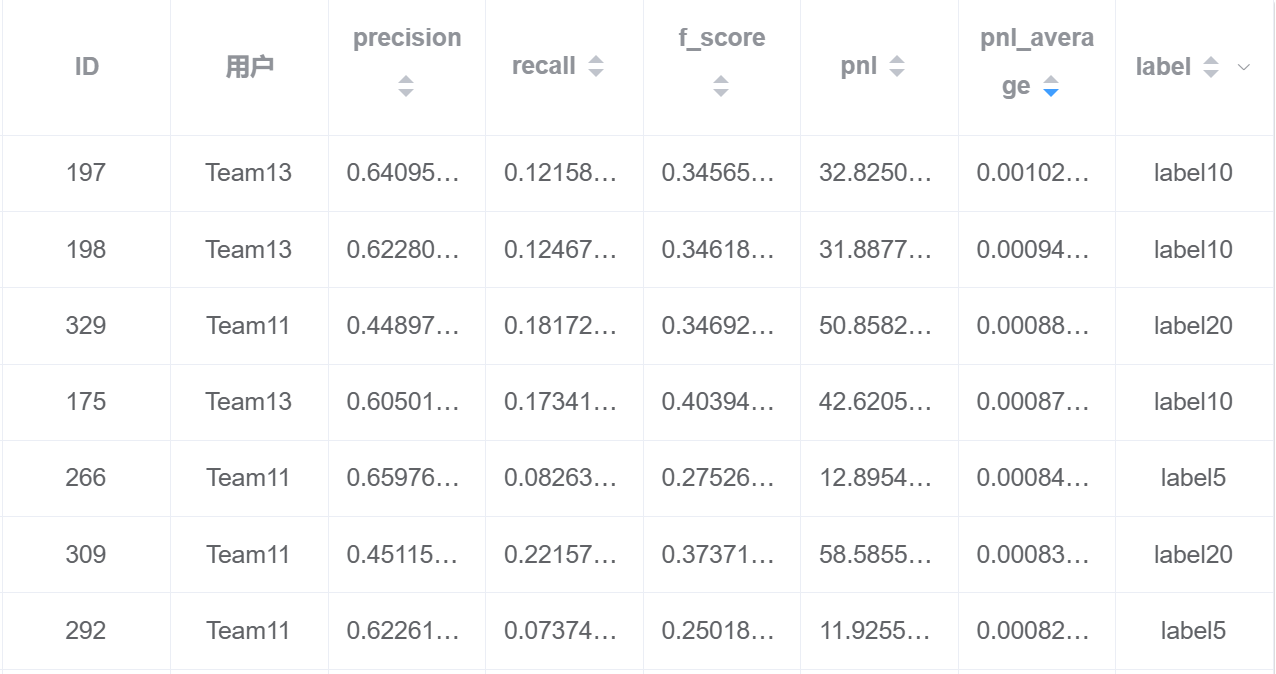 ID 用户 precision recall f_score pnl pnl_avera
ge label
197 Team13 0.64095... 0.12158... 0.34565... 32.8250... 0.00102... label10
198 Team13 0.62280... 0.12467... 0.34618... 31.8877... 0.00094... label10
329 Team11 0.44897... 0.18172... 0.34692... 50.8582... 0.00088... label20
175 Team13 0.60501... 0.17341... 0.40394... 42.6205... 0.00087... label10
266 Team11 0.65976... 0.08263... 0.27526... 12.8954... 0.00084... label5
309 Team11 0.45115... 0.22157... 0.37371... 58.5855... 0.00083... label20
292 Team11 0.62261... 0.07374... 0.25018... 11.9255... 0.00082... label5